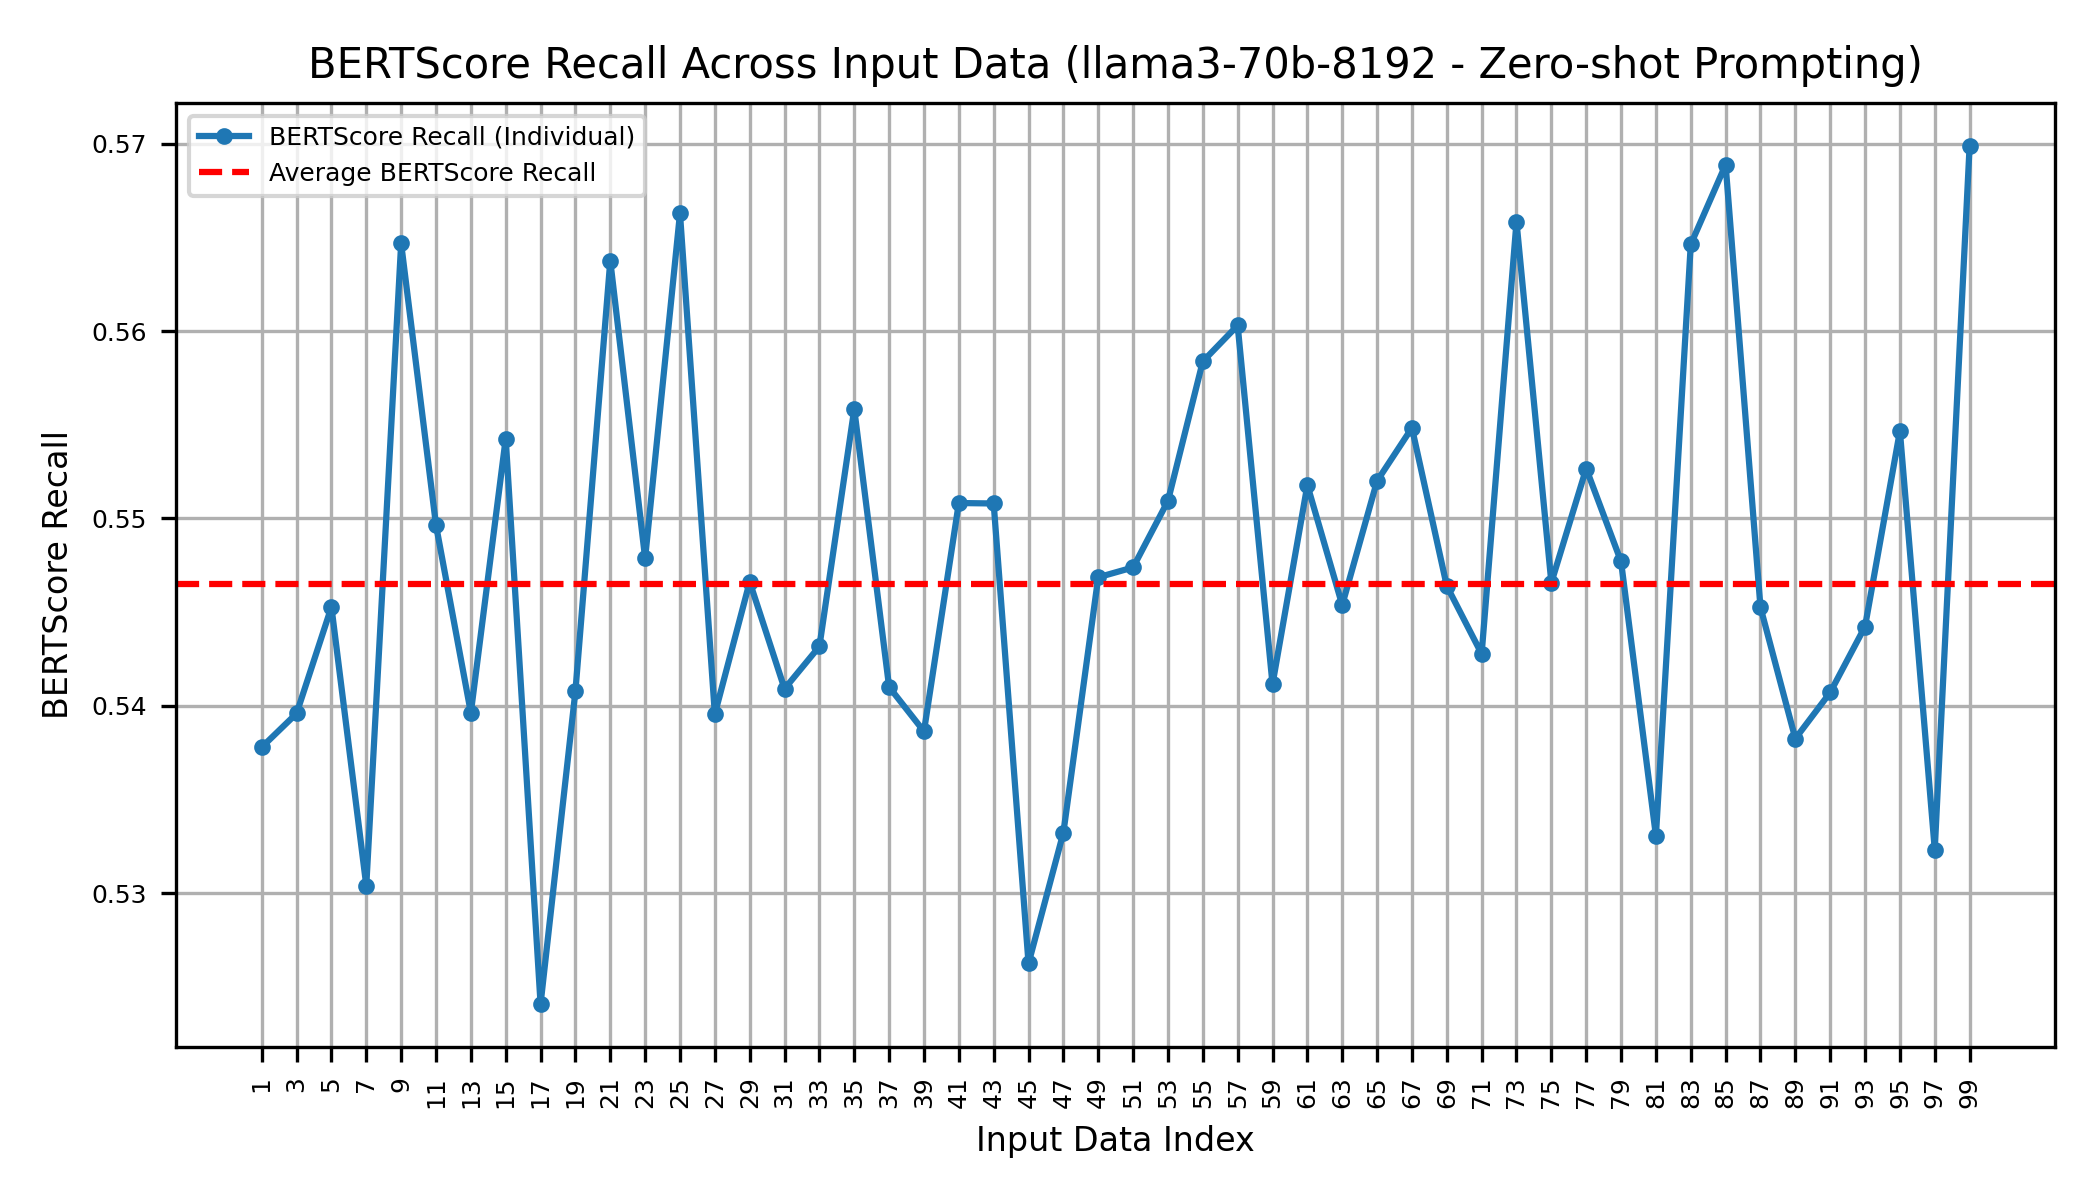 BERTScore Recall Across Input Data (llama3-70b-8192 - Zero-shot Prompting)
BERTScore Recall (Individual)
Average BERTScore Recall
0.57
0.56
0.55
0.54
0.53
BERTScore Recall
1 3 5 7 9 11 13 15 17 19 21 23 25 27 29 31 33 35 37 39 41 43 45 47 49 51 53 55 57 59 61 63 65 67 69 71 73 75 77 79 81 83 85 87 89 91 93 95 97 99
Input Data Index